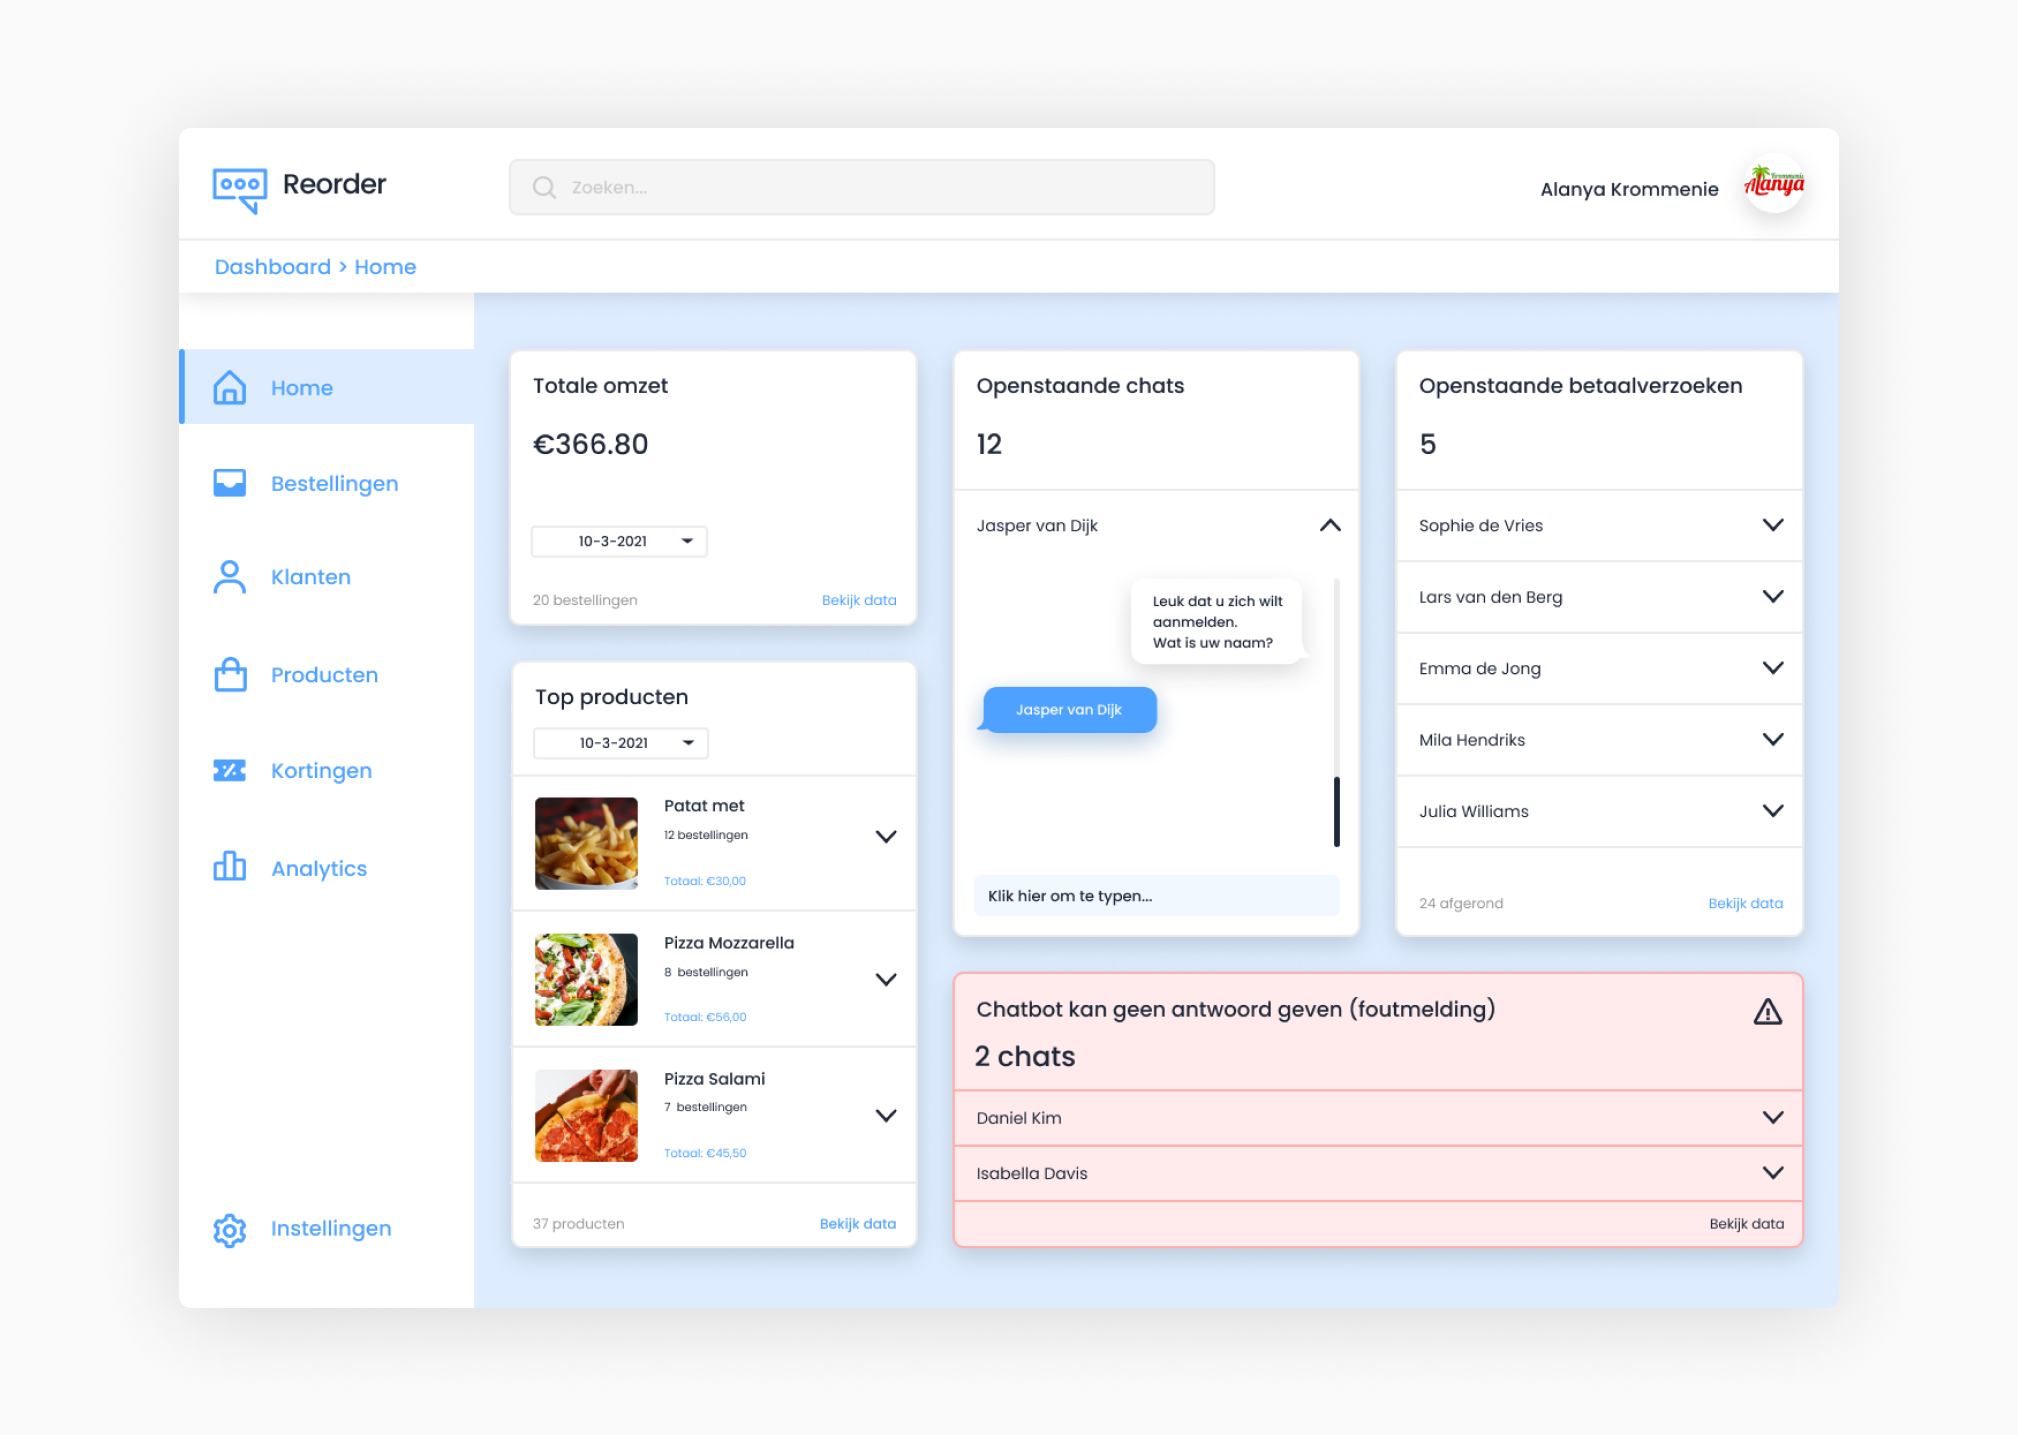 Reorder
Zoeken...
Alanya Krommenie
Krommenie
Alanya
Dashboard > Home
Home
Bestellingen
Klanten
Producten
Kortingen
Analytics
Instellingen
Totale omzet
€366.80
10-3-2021
20 bestellingen
Bekijk data
Top producten
10-3-2021
Patat met
12 bestellingen
Totaal: €30,00
Pizza Mozzarella
8 bestellingen
Totaal: €56,00
Pizza Salami
7 bestellingen
Totaal: €45,50
37 producten
Bekijk data
Openstaande chats
12
Jasper van Dijk
Leuk dat u zich wilt
aanmelden.
Wat is uw naam?
Jasper van Dijk
Klik hier om te typen...
Openstaande betaalverzoeken
5
Sophie de Vries
Lars van den Berg
Emma de Jong
Mila Hendriks
Julia Williams
24 afgerond
Bekijk data
Chatbot kan geen antwoord geven (foutmelding)
2 chats
Daniel Kim
Isabella Davis
Bekijk data